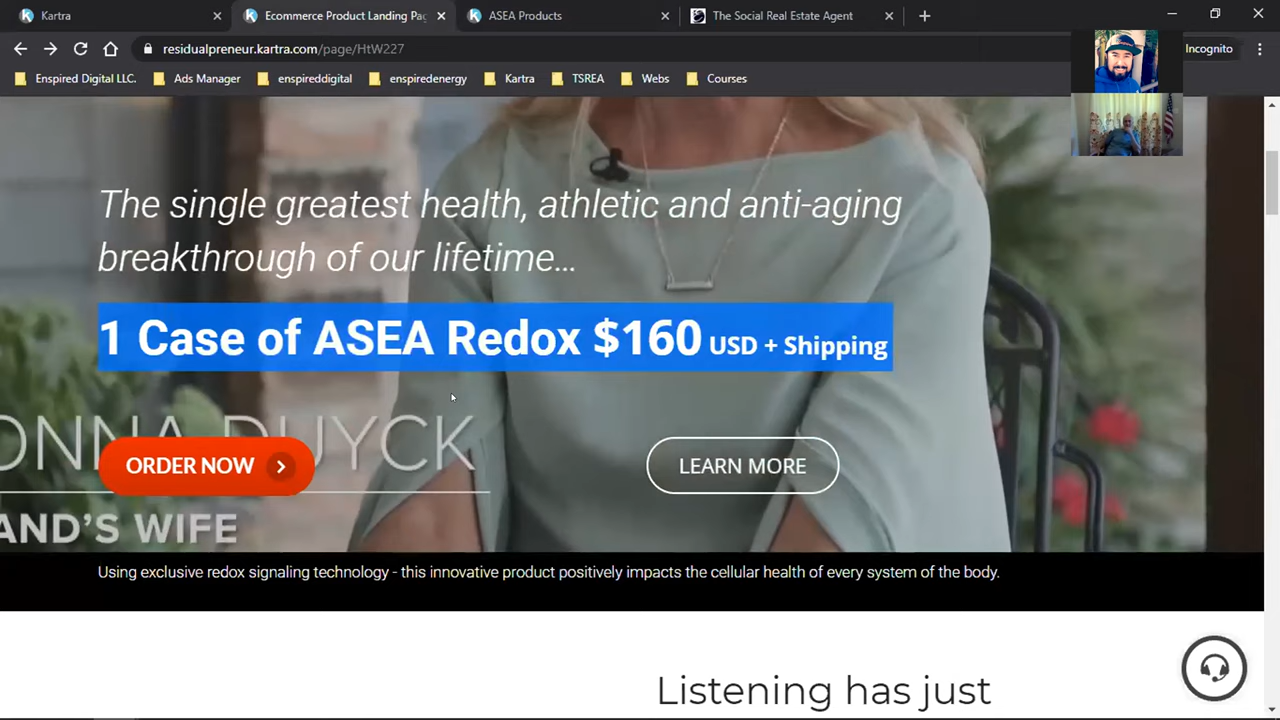 Kartra
Ecommerce Product Landing Pag
ASEA Products
The Social Real Estate Agent
residualpreneur.kartra.com/page/HtW227
Incognito
Enspired Digital LLC.
Ads Manager
enspireddigital
enspiredenergy
Kartra
TSREA
Webs
Courses
The single greatest health, athletic and anti-aging
breakthrough of our lifetime...
1 Case of ASEA Redox $160 USD + Shipping
ONNA DUYCK
ORDER NOW
LEARN MORE
AND'S WIFE
Using exclusive redox signaling technology - this innovative product positively impacts the cellular health of every system of the body.
Listening has just